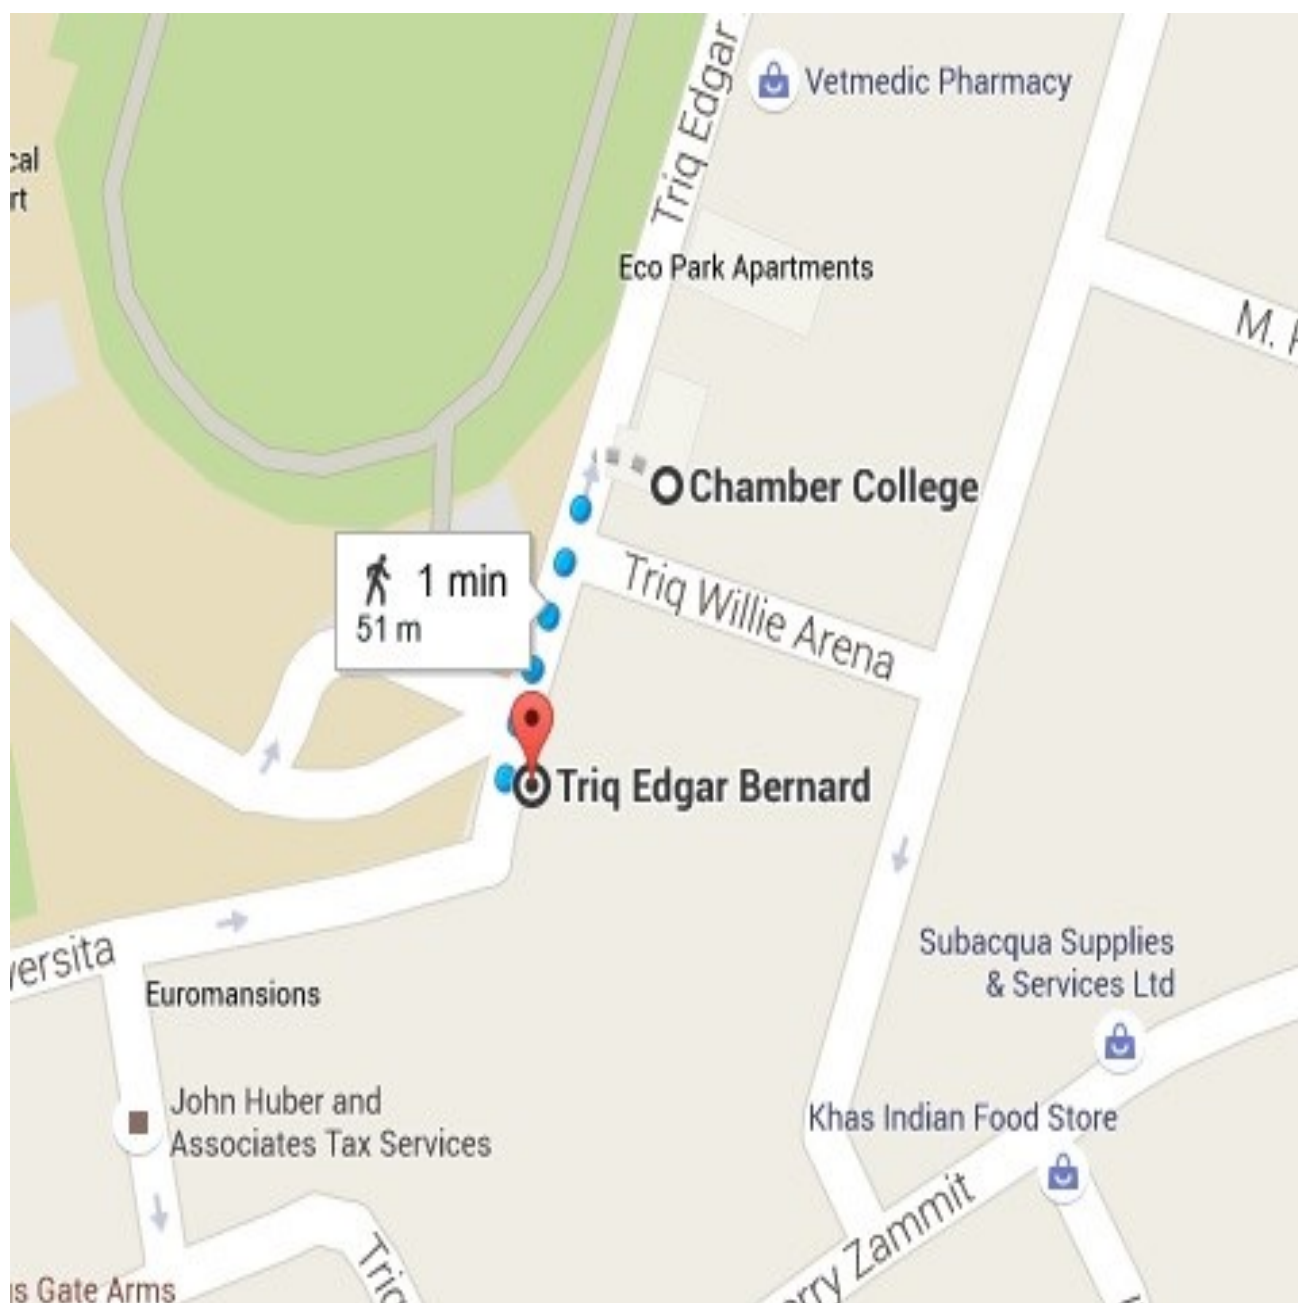 Triq Edgar
Vetmedic Pharmacy
cal
rt
Eco Park Apartments
M.
Chamber College
Triq Willie Arena
1 min
51 m
Triq Edgar Bernard
versita
Euromansions
Subacqua Supplies
& Services Ltd
John Huber and
Associates Tax Services
Khas Indian Food Store
rry Zammit
Triq
s Gate Arms